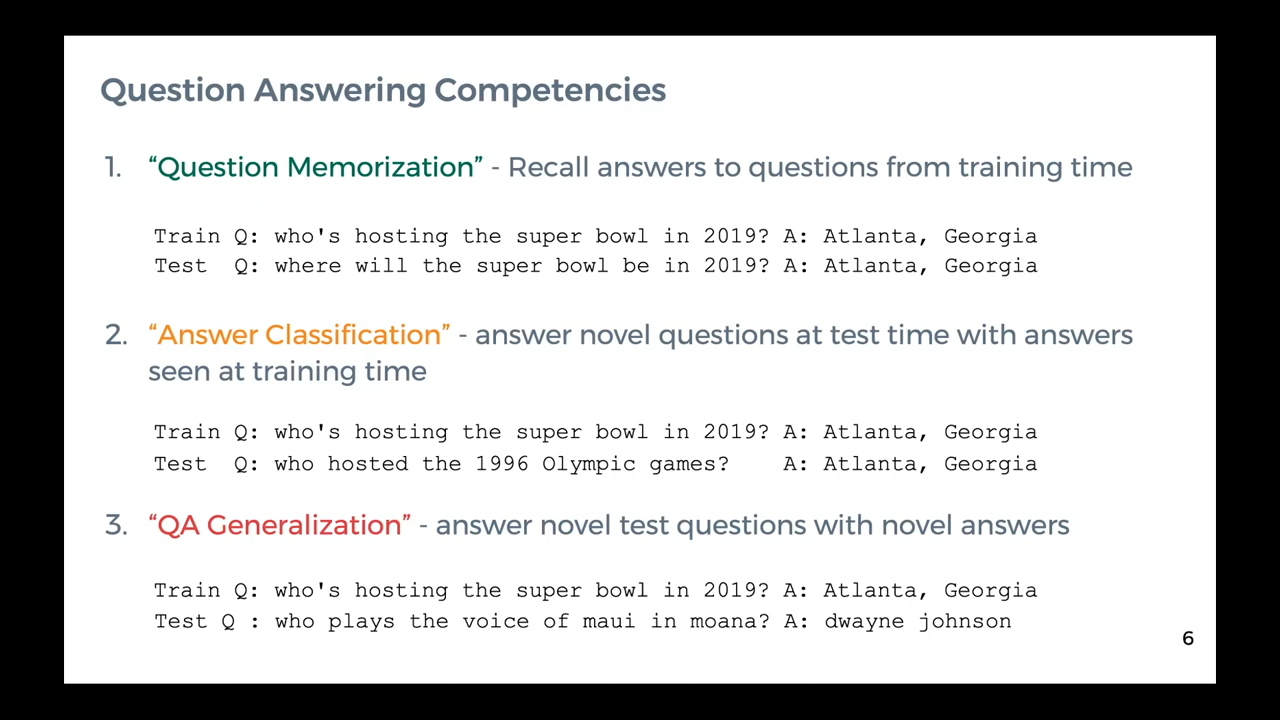 Question Answering Competencies
1. “Question Memorization” - Recall answers to questions from training time
Train Q: who's hosting the super bowl in 2019? A: Atlanta, Georgia
Test  Q: where will the super bowl be in 2019? A: Atlanta, Georgia
2. “Answer Classification” - answer novel questions at test time with answers
seen at training time
Train Q: who's hosting the super bowl in 2019? A: Atlanta, Georgia
Test  Q: who hosted the 1996 Olympic games?    A: Atlanta, Georgia
3. “QA Generalization” - answer novel test questions with novel answers
Train Q: who's hosting the super bowl in 2019? A: Atlanta, Georgia
Test Q : who plays the voice of maui in moana? A: dwayne johnson
6